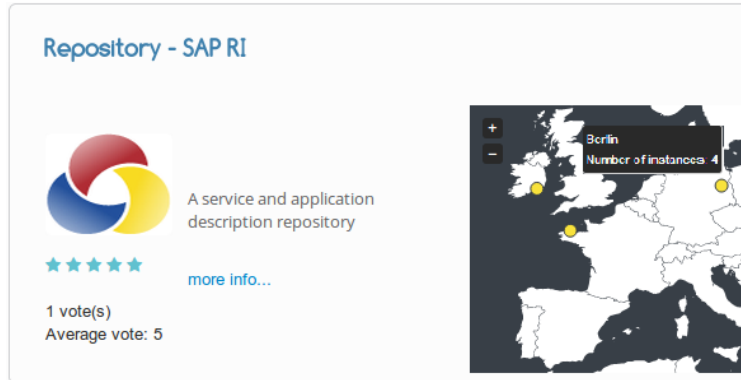 Repository - SAP RI
A service and application
description repository
more info...
1 vote(s)
Average vote: 5
+
−
Berlin
Number of instances: 4